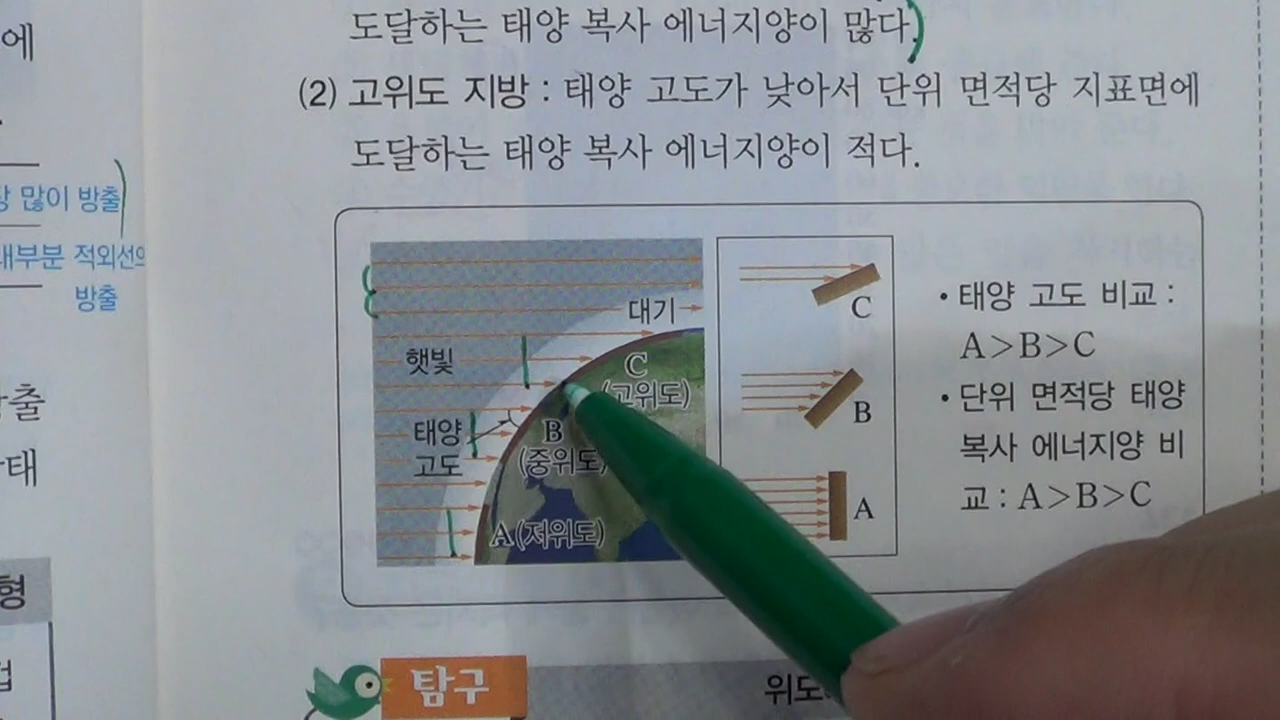 에
당 많이 방출
대부분 적외선의
방출
출
태
형
도달하는 태양 복사 에너지양이 많다.
(2) 고위도 지방 : 태양 고도가 낮아서 단위 면적당 지표면에
도달하는 태양 복사 에너지양이 적다.
대기
햇빛
C
(고위도)
태양
고도
B
(중위도)
A(저위도)
C
B
A
• 태양 고도 비교 :
A>B>C
• 단위 면적당 태양
복사 에너지양 비
교 : A>B>C
탐구
위도